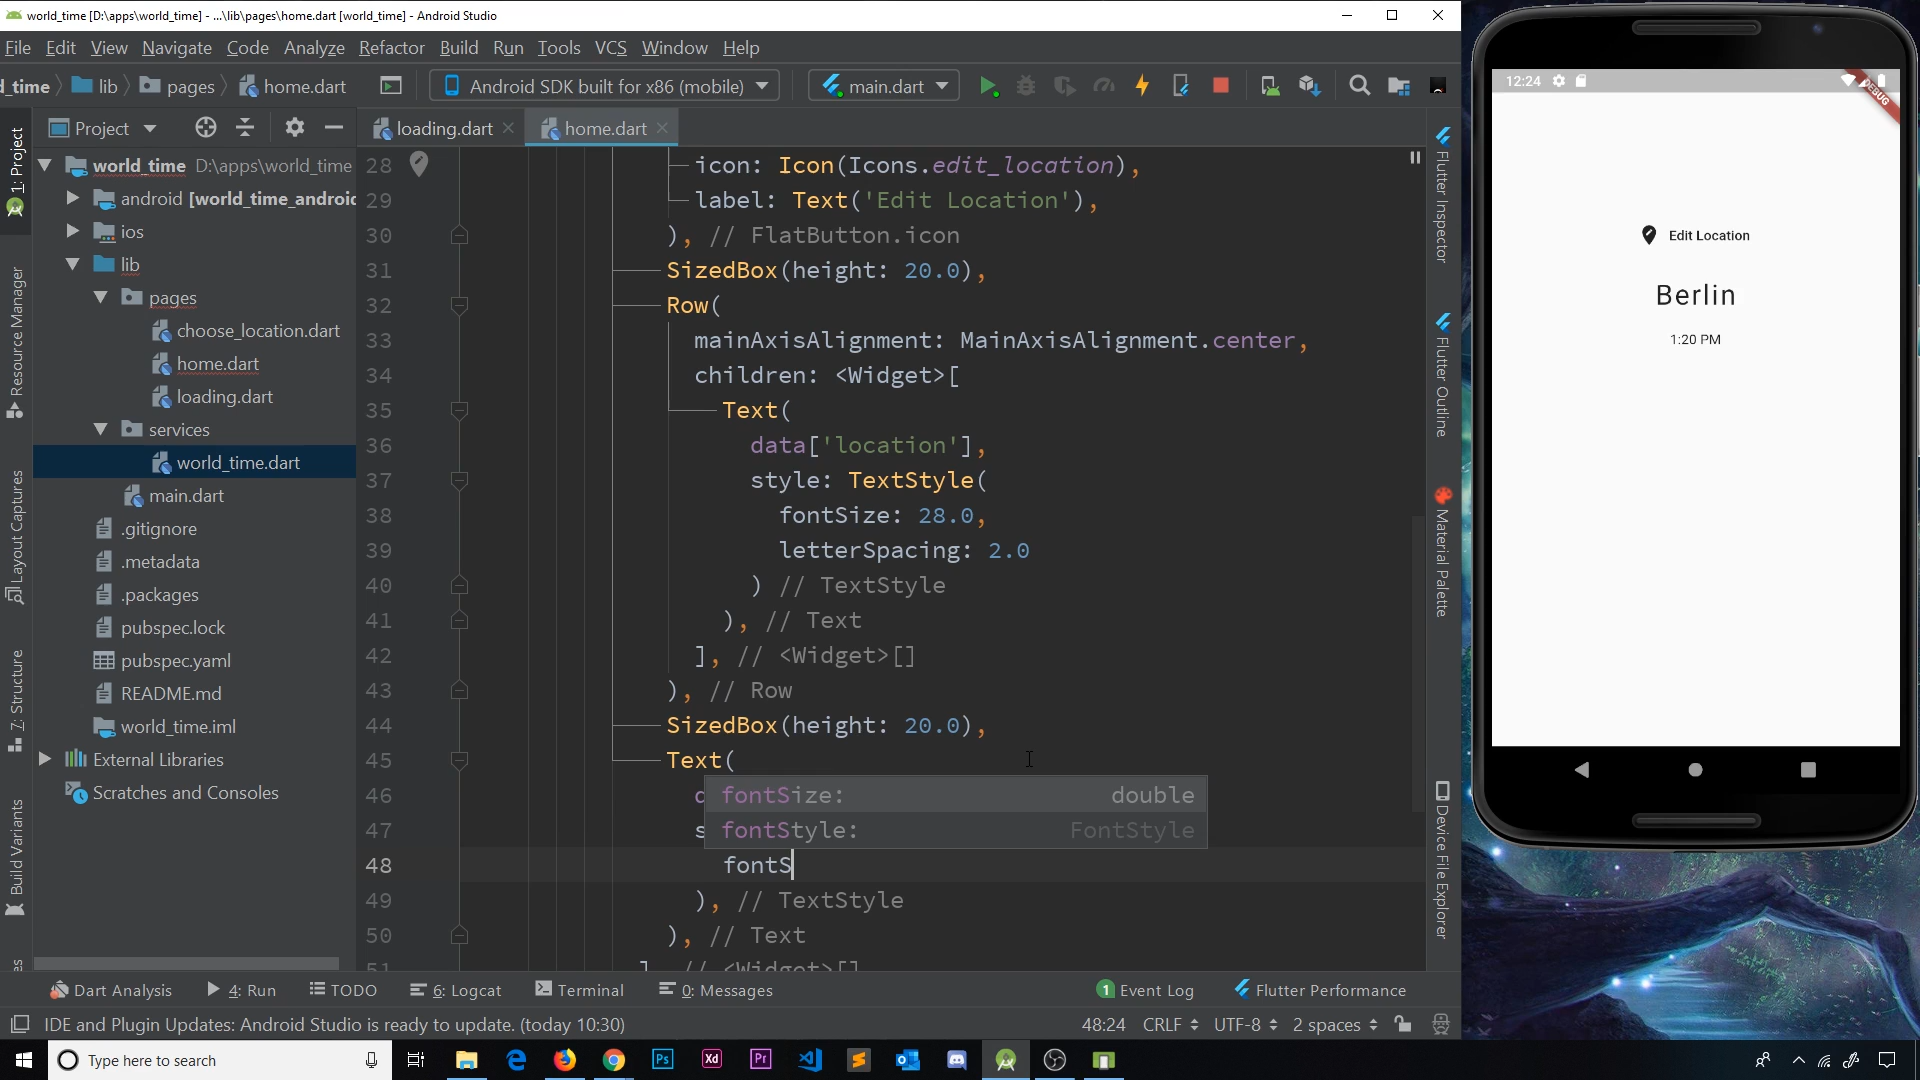 world_time [D:\apps\world_time] - ...\lib\pages\home.dart [world_time] - Android Studio
File Edit View Navigate Code Analyze Refactor Build Run Tools VCS Window Help
d_time lib pages home.dart Android SDK built for x86 (mobile) main.dart
Project loading.dart home.dart
1: Project
Resource Manager
Layout Captures
Z: Structure
Build Variants
world_time D:\apps\world_time
android [world_time_android
ios
lib
pages
choose_location.dart
home.dart
loading.dart
services
world_time.dart
main.dart
.gitignore
.metadata
.packages
pubspec.lock
pubspec.yaml
README.md
world_time.iml
External Libraries
Scratches and Consoles
28 icon: Icon(Icons.edit_location),
29 label: Text('Edit Location'),
30 ), // FlatButton.icon
31 SizedBox(height: 20.0),
32 Row(
33 mainAxisAlignment: MainAxisAlignment.center,
34 children: <Widget>[
35 Text(
36 data['location'],
37 style: TextStyle(
38 fontSize: 28.0,
39 letterSpacing: 2.0
40 ) // TextStyle
41 ), // Text
42 ], // <Widget>[]
43 ), // Row
44 SizedBox(height: 20.0),
45 Text(
46
47 s
48 fontS
49 ), // TextStyle
50 ), // Text
51 ], // <Widget>[]
fontSize: double
fontStyle: FontStyle
Flutter Inspector
Flutter Outline
Material Palette
Device File Explorer
Dart Analysis 4: Run TODO 6: Logcat Terminal 0: Messages 1 Event Log Flutter Performance
IDE and Plugin Updates: Android Studio is ready to update. (today 10:30) 48:24 CRLF UTF-8 2 spaces
Type here to search
Ps Xd Pr
12:24
DEBUG
Edit Location
Berlin
1:20 PM